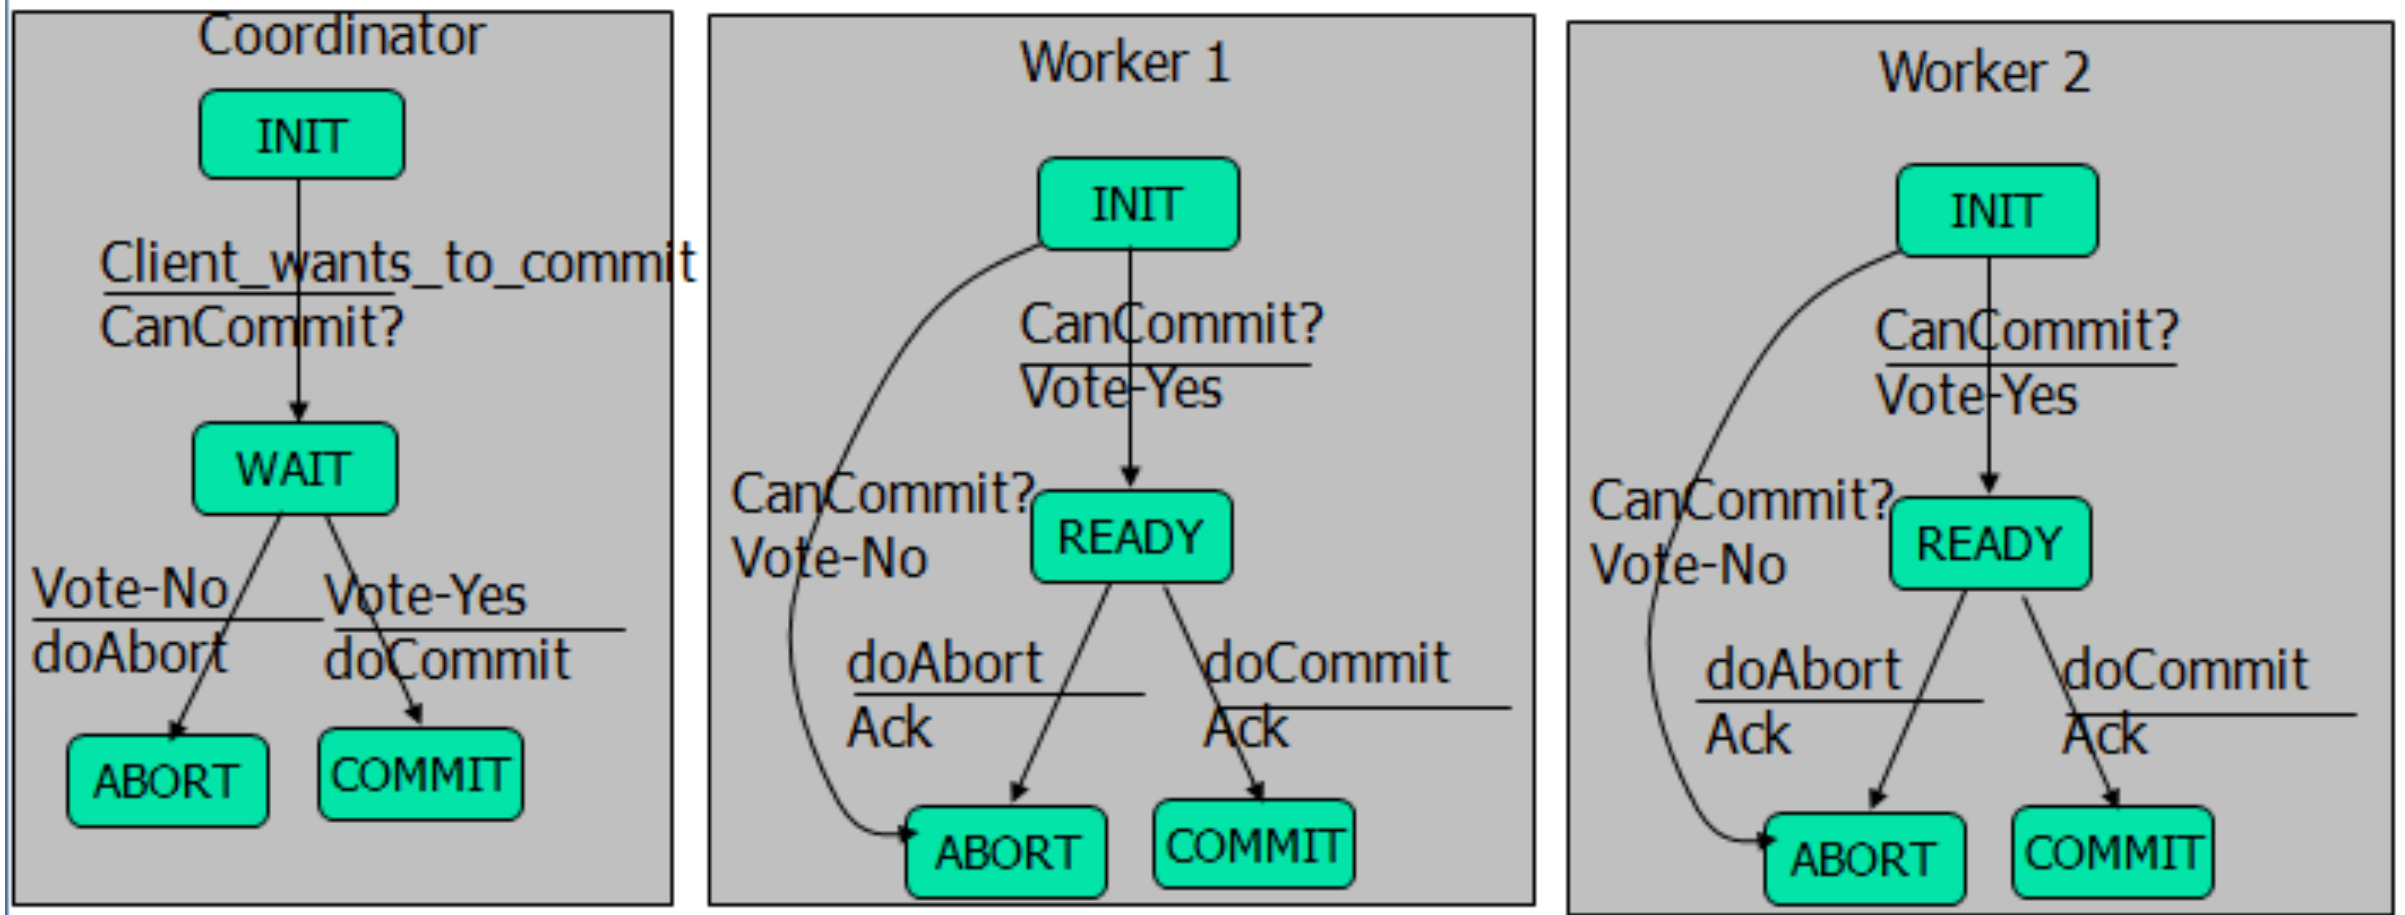 Coordinator
INIT
Client_wants_to_commit
CanCommit?
WAIT
Vote-No
doAbort
Vote-Yes
doCommit
ABORT
COMMIT
Worker 1
INIT
CanCommit?
Vote-Yes
CanCommit?
Vote-No
READY
doAbort
Ack
doCommit
Ack
ABORT
COMMIT
Worker 2
INIT
CanCommit?
Vote-Yes
CanCommit?
Vote-No
READY
doAbort
Ack
doCommit
Ack
ABORT
COMMIT